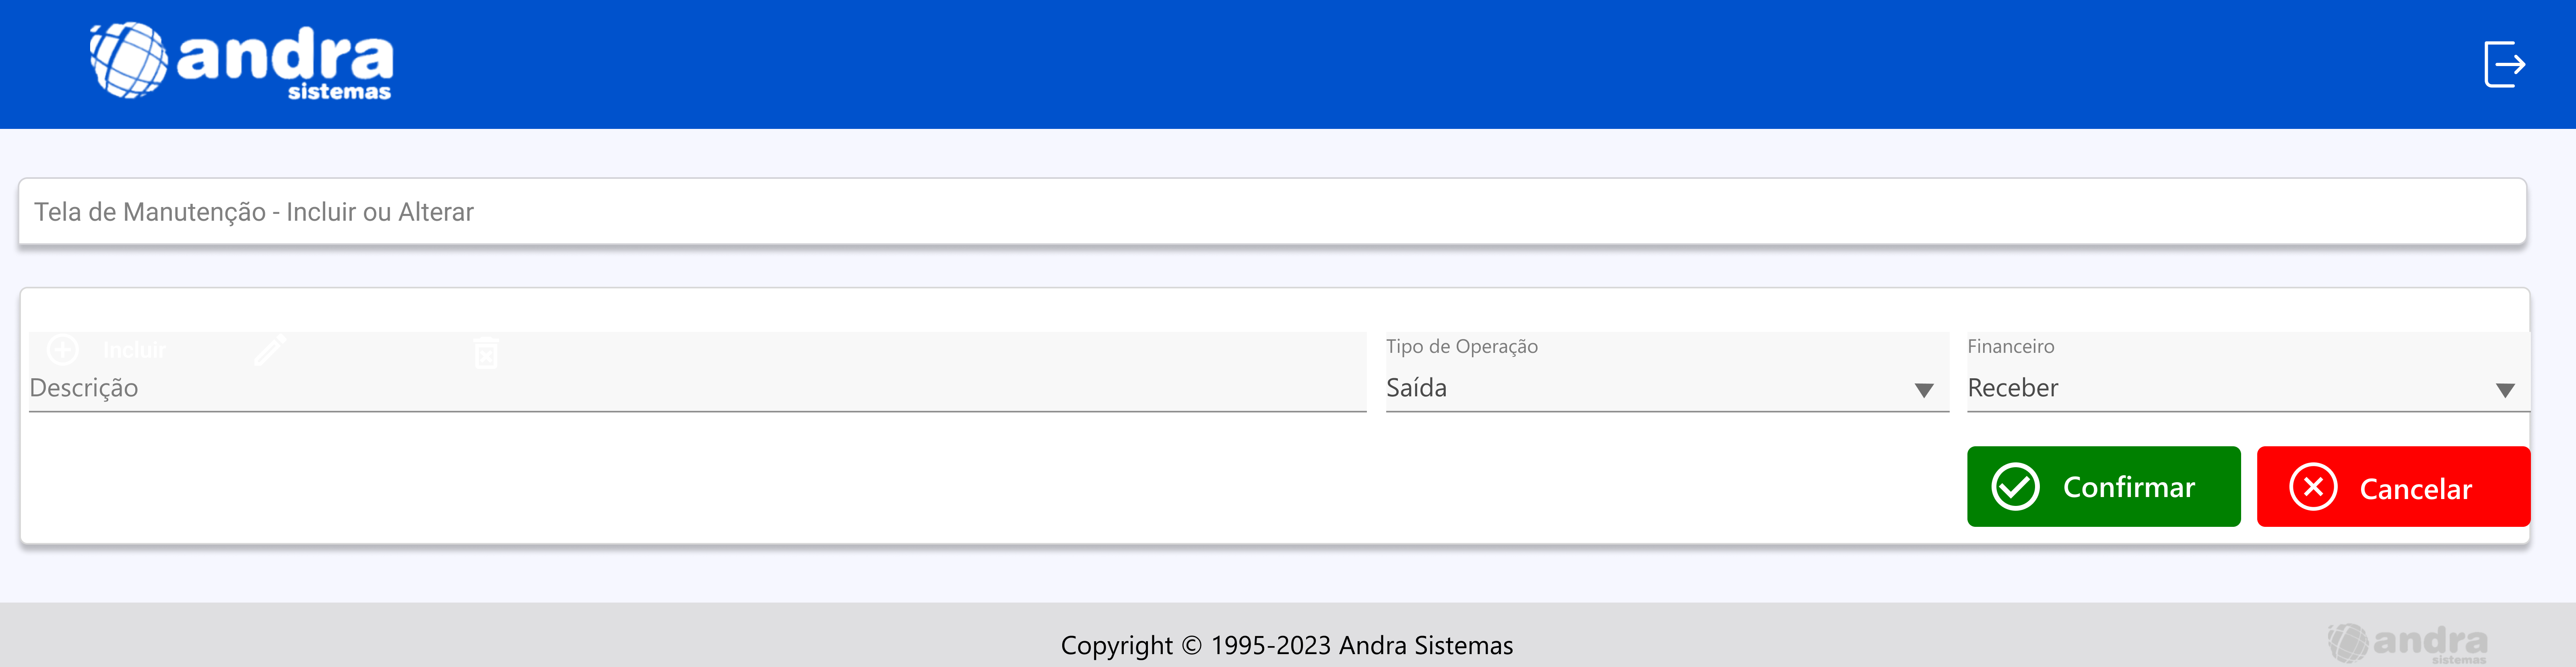 andra
sistemas
Tela de Manutenção - Incluir ou Alterar
Incluir
Descrição
Tipo de Operação
Saída
Financeiro
Receber
Confirmar
Cancelar
Copyright © 1995-2023 Andra Sistemas
andra
sistemas